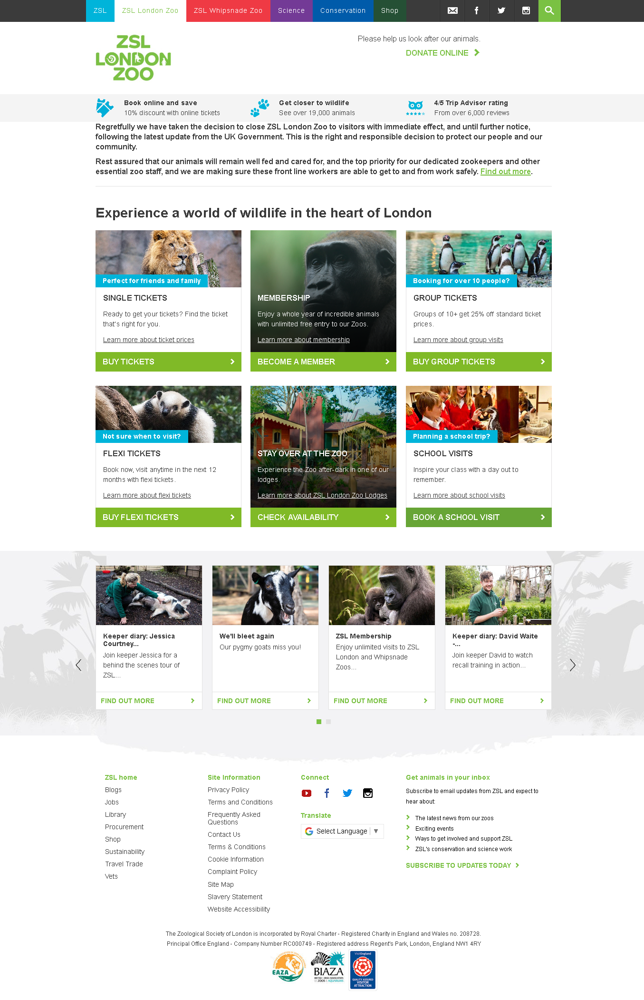 ZSL
ZSL London Zoo
ZSL Whipsnade Zoo
Science
Conservation
Shop
ZSL
LONDON
ZOO
Please help us look after our animals.
DONATE ONLINE
Book online and save
10% discount with online tickets
Get closer to wildlife
See over 19,000 animals
4/5 Trip Advisor rating
From over 6,000 reviews
Regretfully we have taken the decision to close ZSL London Zoo to visitors with immediate effect, and until further notice,
following the latest update from the UK Government. This is the right and responsible decision to protect our people and our
community.
Rest assured that our animals will remain well fed and cared for, and the top priority for our dedicated zookeepers and other
essential zoo staff, and we are making sure these front line workers are able to get to and from work safely. Find out more.
Experience a world of wildlife in the heart of London
Perfect for friends and family
SINGLE TICKETS
Ready to get your tickets? Find the ticket
that's right for you.
Learn more about ticket prices
BUY TICKETS
MEMBERSHIP
Enjoy a whole year of incredible animals
with unlimited free entry to our Zoos.
Learn more about membership
BECOME A MEMBER
Booking for over 10 people?
GROUP TICKETS
Groups of 10+ get 25% off standard ticket
prices.
Learn more about group visits
BUY GROUP TICKETS
Not sure when to visit?
FLEXI TICKETS
Book now, visit anytime in the next 12
months with flexi tickets.
Learn more about flexi tickets
BUY FLEXI TICKETS
STAY OVER AT THE ZOO
Experience the Zoo after-dark in one of our
lodges.
Learn more about ZSL London Zoo Lodges
CHECK AVAILABILITY
Planning a school trip?
SCHOOL VISITS
Inspire your class with a day out to
remember.
Learn more about school visits
BOOK A SCHOOL VISIT
Keeper diary: Jessica
Courtney...
Join keeper Jessica for a
behind the scenes tour of
ZSL...
FIND OUT MORE
We'll bleet again
Our pygmy goats miss you!
FIND OUT MORE
ZSL Membership
Enjoy unlimited visits to ZSL
London and Whipsnade
Zoos...
FIND OUT MORE
Keeper diary: David Waite
-...
Join keeper David to watch
recall training in action...
FIND OUT MORE
ZSL home
Blogs
Jobs
Library
Procurement
Shop
Sustainability
Travel Trade
Vets
Site Information
Privacy Policy
Terms and Conditions
Frequently Asked
Questions
Contact Us
Terms & Conditions
Cookie Information
Complaint Policy
Site Map
Slavery Statement
Website Accessibility
Connect
Translate
Select Language ▼
Get animals in your inbox
Subscribe to email updates from ZSL and expect to
hear about:
The latest news from our zoos
Exciting events
Ways to get involved and support ZSL
ZSL's conservation and science work
SUBSCRIBE TO UPDATES TODAY
The Zoological Society of London is incorporated by Royal Charter - Registered Charity in England and Wales no. 208728.
Principal Office England - Company Number RC000749 - Registered address Regent's Park, London, England NW1 4RY
EAZA
BIAZA
BRITISH & IRISH ASSOCIATION
OF ZOOS & AQUARIUMS
VisitEngland
QUALITY ASSURED
VISITOR
ATTRACTION